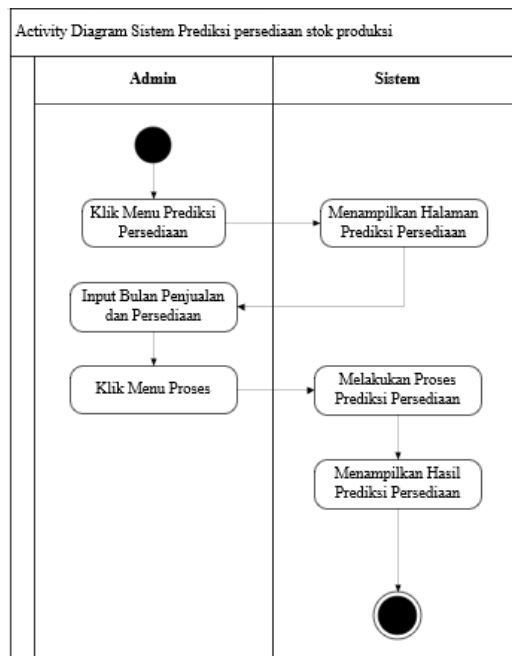 Activity Diagram Sistem Prediksi persediaan stok produksi
Admin
Sistem
Klik Menu Prediksi
Persediaan
Menampilkan Halaman
Prediksi Persediaan
Input Bulan Penjualan
dan Persediaan
Klik Menu Proses
Melakukan Proses
Prediksi Persediaan
Menampilkan Hasil
Prediksi Persediaan